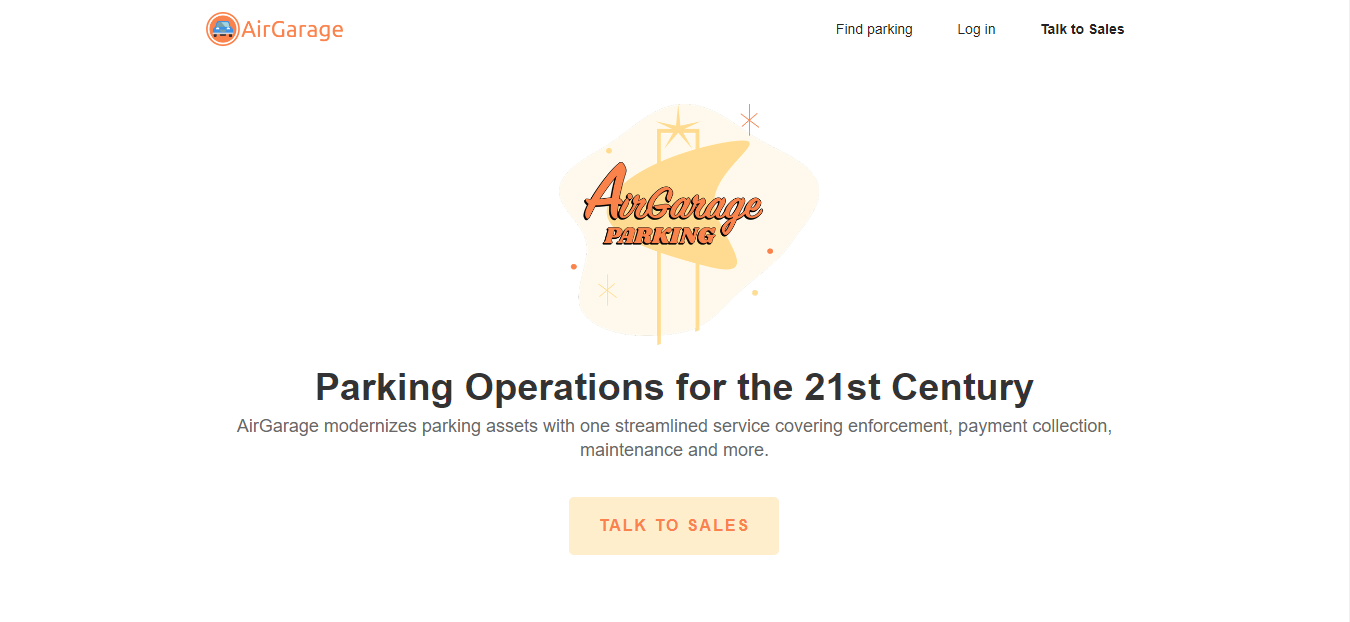 AirGarage
Find parking
Log in
Talk to Sales
AirGarage
PARKING
Parking Operations for the 21st Century
AirGarage modernizes parking assets with one streamlined service covering enforcement, payment collection,
maintenance and more.
TALK TO SALES